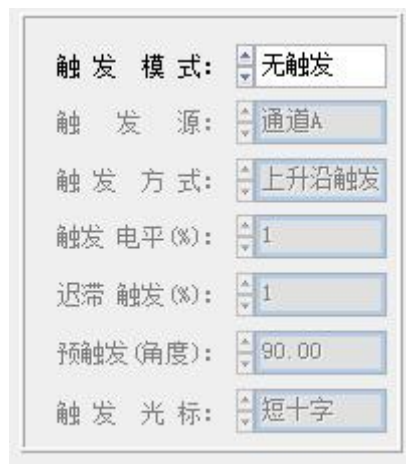 触发 模式: 无触发
触发源: 通道A
触发方式: 上升沿触发
触发电平(%): 1
迟带触发(%): 1
预触发(角度): 90.00
触发光标: 短十字